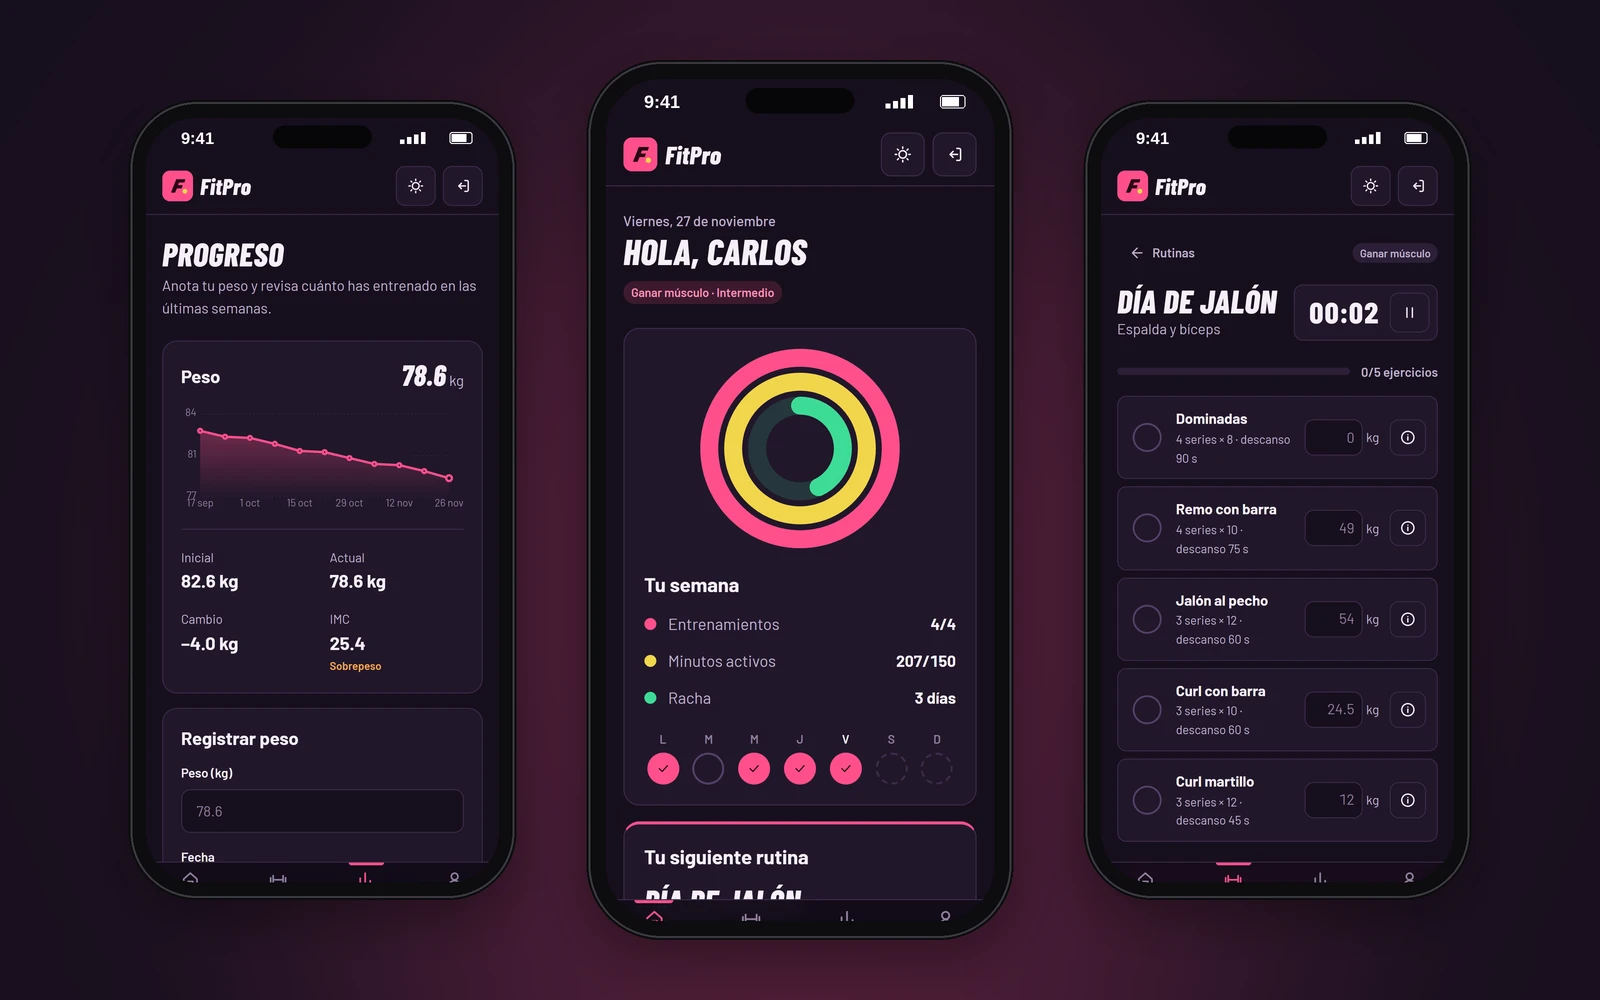 9:41
F.
FitPro
PROGRESO
Anota tu peso y revisa cuánto has entrenado en las
últimas semanas.
Peso
78.6 kg
84
81
77
17 sep
1 oct
15 oct
29 oct
12 nov
26 nov
Inicial
Actual
82.6 kg
78.6 kg
Cambio
IMC
−4.0 kg
25.4
Sobrepeso
Registrar peso
Peso (kg)
78.6
Fecha
9:41
F.
FitPro
Viernes, 27 de noviembre
HOLA, CARLOS
Ganar músculo · Intermedio
Tu semana
Entrenamientos
4/4
Minutos activos
207/150
Racha
3 días
L
M
M
J
V
S
D
Tu siguiente rutina
DÍA DE JALÓN
9:41
F.
FitPro
Rutinas
Ganar músculo
DÍA DE JALÓN
00:02
Espalda y bíceps
0/5 ejercicios
Dominadas
4 series × 8 · descanso
90 s
0 kg
Remo con barra
4 series × 10 ·
descanso 75 s
49 kg
Jalón al pecho
3 series × 12 ·
descanso 60 s
54 kg
Curl con barra
3 series × 10 ·
descanso 60 s
24.5 kg
Curl martillo
3 series × 12 ·
descanso 45 s
12 kg